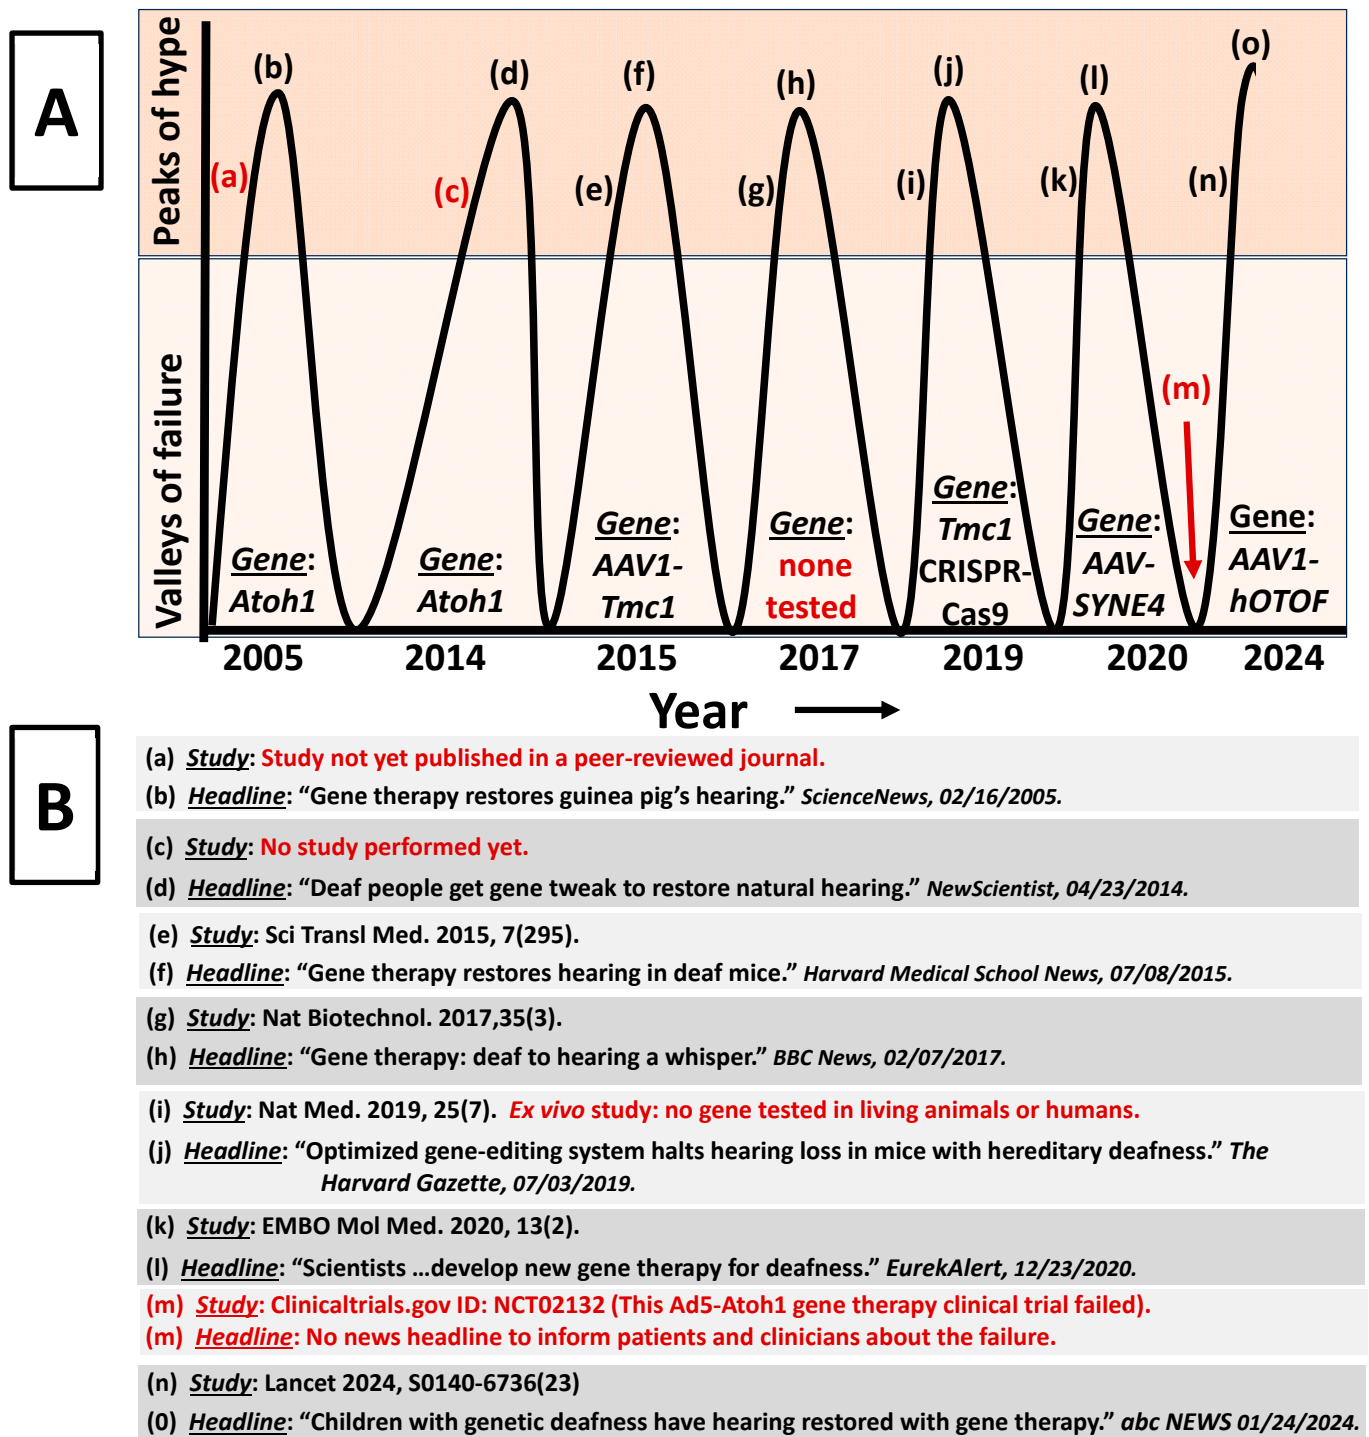 A
Peaks of hype
Valleys of failure
(a)
(b)
(c)
(d)
(e)
(f)
(g)
(h)
(i)
(j)
(k)
(l)
(m)
(n)
(o)
Gene:
Atoh1
Gene:
Atoh1
Gene:
AAV1-
Tmc1
Gene:
none
tested
Gene:
Tmc1
CRISPR-
Cas9
Gene:
AAV-
SYNE4
Gene:
AAV1-
hOTOF
2005 2014 2015 2017 2019 2020 2024
Year
B
(a) Study: Study not yet published in a peer-reviewed journal.
(b) Headline: “Gene therapy restores guinea pig’s hearing.” ScienceNews, 02/16/2005.
(c) Study: No study performed yet.
(d) Headline: “Deaf people get gene tweak to restore natural hearing.” NewScientist, 04/23/2014.
(e) Study: Sci Transl Med. 2015, 7(295).
(f) Headline: “Gene therapy restores hearing in deaf mice.” Harvard Medical School News, 07/08/2015.
(g) Study: Nat Biotechnol. 2017,35(3).
(h) Headline: “Gene therapy: deaf to hearing a whisper.” BBC News, 02/07/2017.
(i) Study: Nat Med. 2019, 25(7). Ex vivo study: no gene tested in living animals or humans.
(j) Headline: “Optimized gene-editing system halts hearing loss in mice with hereditary deafness.” The
Harvard Gazette, 07/03/2019.
(k) Study: EMBO Mol Med. 2020, 13(2).
(l) Headline: “Scientists ...develop new gene therapy for deafness.” EurekAlert, 12/23/2020.
(m) Study: Clinicaltrials.gov ID: NCT02132 (This Ad5-Atoh1 gene therapy clinical trial failed).
(m) Headline: No news headline to inform patients and clinicians about the failure.
(n) Study: Lancet 2024, S0140-6736(23)
(0) Headline: “Children with genetic deafness have hearing restored with gene therapy.” abc NEWS 01/24/2024.